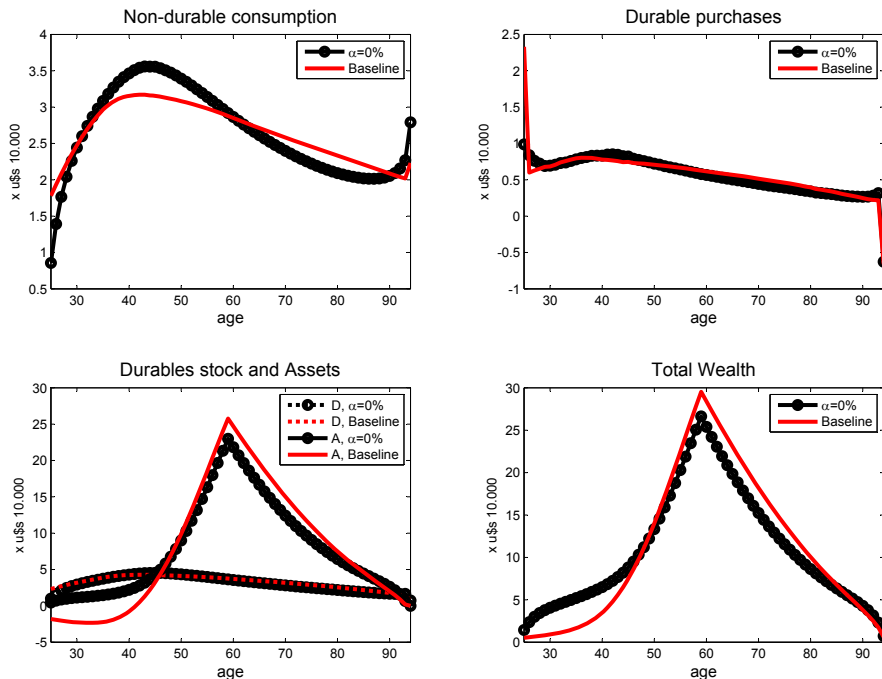 Non-durable consumption
4
3.5
3
2.5
2
1.5
1
0.5
x u$s 10.000
30 40 50 60 70 80 90
age
α=0%
Baseline
Durable purchases
2.5
2
1.5
1
0.5
0
-0.5
-1
x u$s 10.000
30 40 50 60 70 80 90
age
α=0%
Baseline
Durables stock and Assets
30
25
20
15
10
5
0
-5
x u$s 10.000
30 40 50 60 70 80 90
age
D, α=0%
D, Baseline
A, α=0%
A, Baseline
Total Wealth
30
25
20
15
10
5
0
x u$s 10.000
30 40 50 60 70 80 90
age
α=0%
Baseline